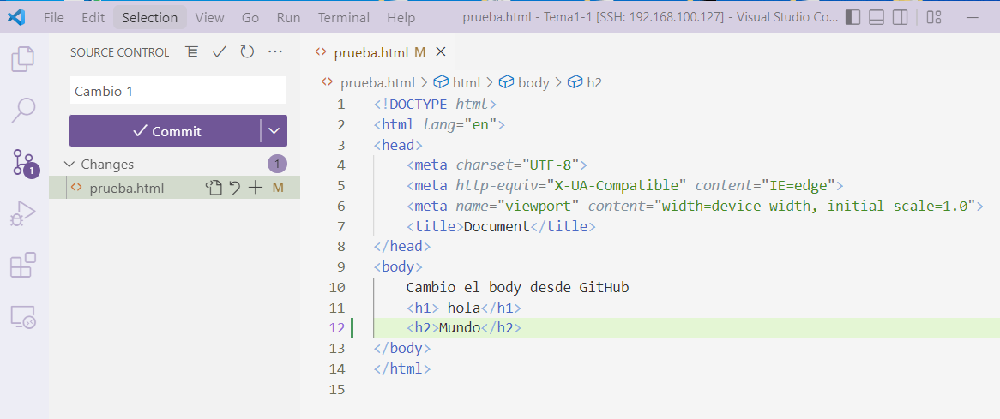 File Edit Selection View Go Run Terminal Help prueba.html - Tema1-1 [SSH: 192.168.100.127] - Visual Studio Co...
SOURCE CONTROL
Cambio 1
Commit
Changes 1
prueba.html M
1
prueba.html M
prueba.html > html > body > h2
1 <!DOCTYPE html>
2 <html lang="en">
3 <head>
4 <meta charset="UTF-8">
5 <meta http-equiv="X-UA-Compatible" content="IE=edge">
6 <meta name="viewport" content="width=device-width, initial-scale=1.0">
7 <title>Document</title>
8 </head>
9 <body>
10 Cambio el body desde GitHub
11 <h1> hola</h1>
12 <h2>Mundo</h2>
13 </body>
14 </html>
15